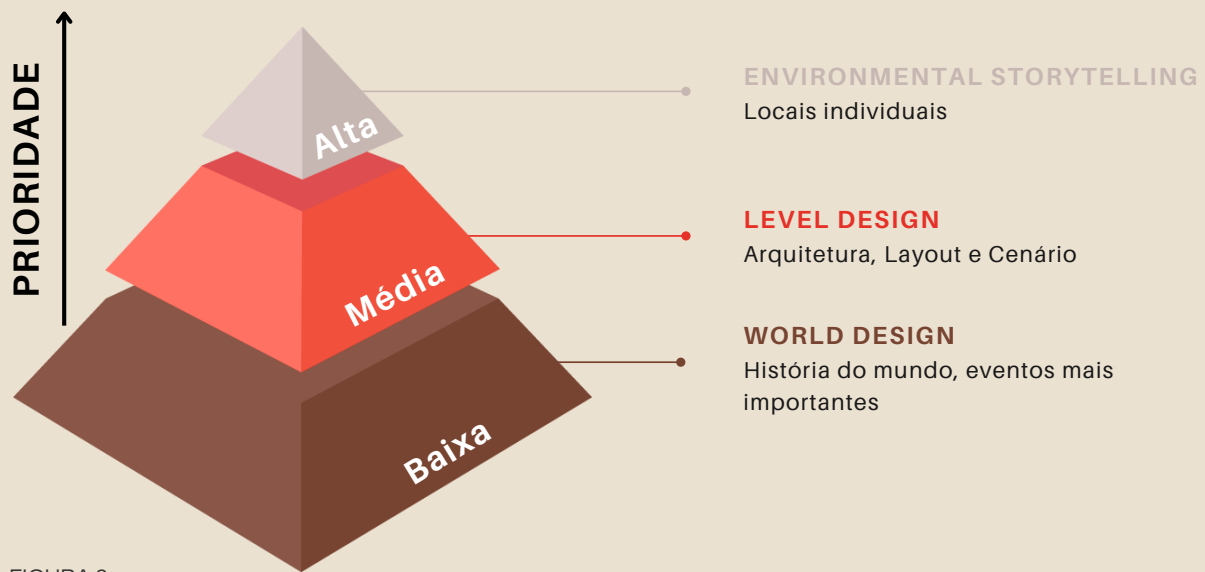 PRIORIDADE
Alta
Média
Baixa
ENVIRONMENTAL STORYTELLING
Locais individuais
LEVEL DESIGN
Arquitetura, Layout e Cenário
WORLD DESIGN
História do mundo, eventos mais
importantes
FIGURA